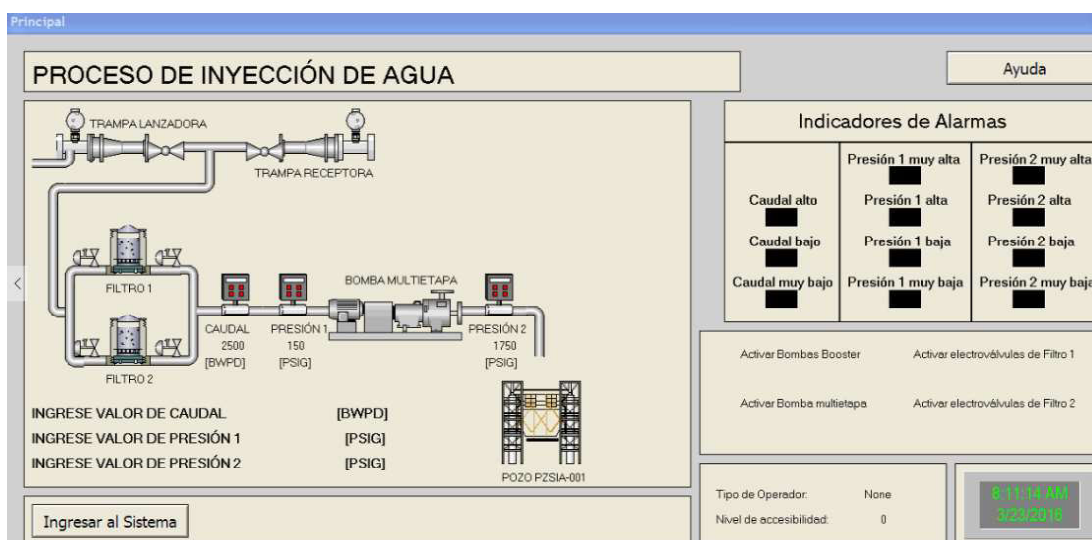 Principal
PROCESO DE INYECCIÓN DE AGUA
Ayuda
TRAMPA LANZADORA
TRAMPA RECEPTORA
FILTRO 1
FILTRO 2
BOMBA MULTIETAPA
CAUDAL
2500
[BWPD]
PRESIÓN 1
150
[PSIG]
PRESIÓN 2
1750
[PSIG]
INGRESE VALOR DE CAUDAL [BWPD]
INGRESE VALOR DE PRESIÓN 1 [PSIG]
INGRESE VALOR DE PRESIÓN 2 [PSIG]
POZO PZSIA-001
Ingresar al Sistema
Indicadores de Alarmas
Presión 1 muy alta Presión 2 muy alta
Caudal alto Presión 1 alta Presión 2 alta
Caudal bajo Presión 1 baja Presión 2 baja
Caudal muy bajo Presión 1 muy baja Presión 2 muy baja
Activar Bombas Booster Activar electroválvulas de Filtro 1
Activar Bomba multietapa Activar electroválvulas de Filtro 2
Tipo de Operador: None
Nivel de accesibilidad: 0
8:11:14 AM
3/23/2016